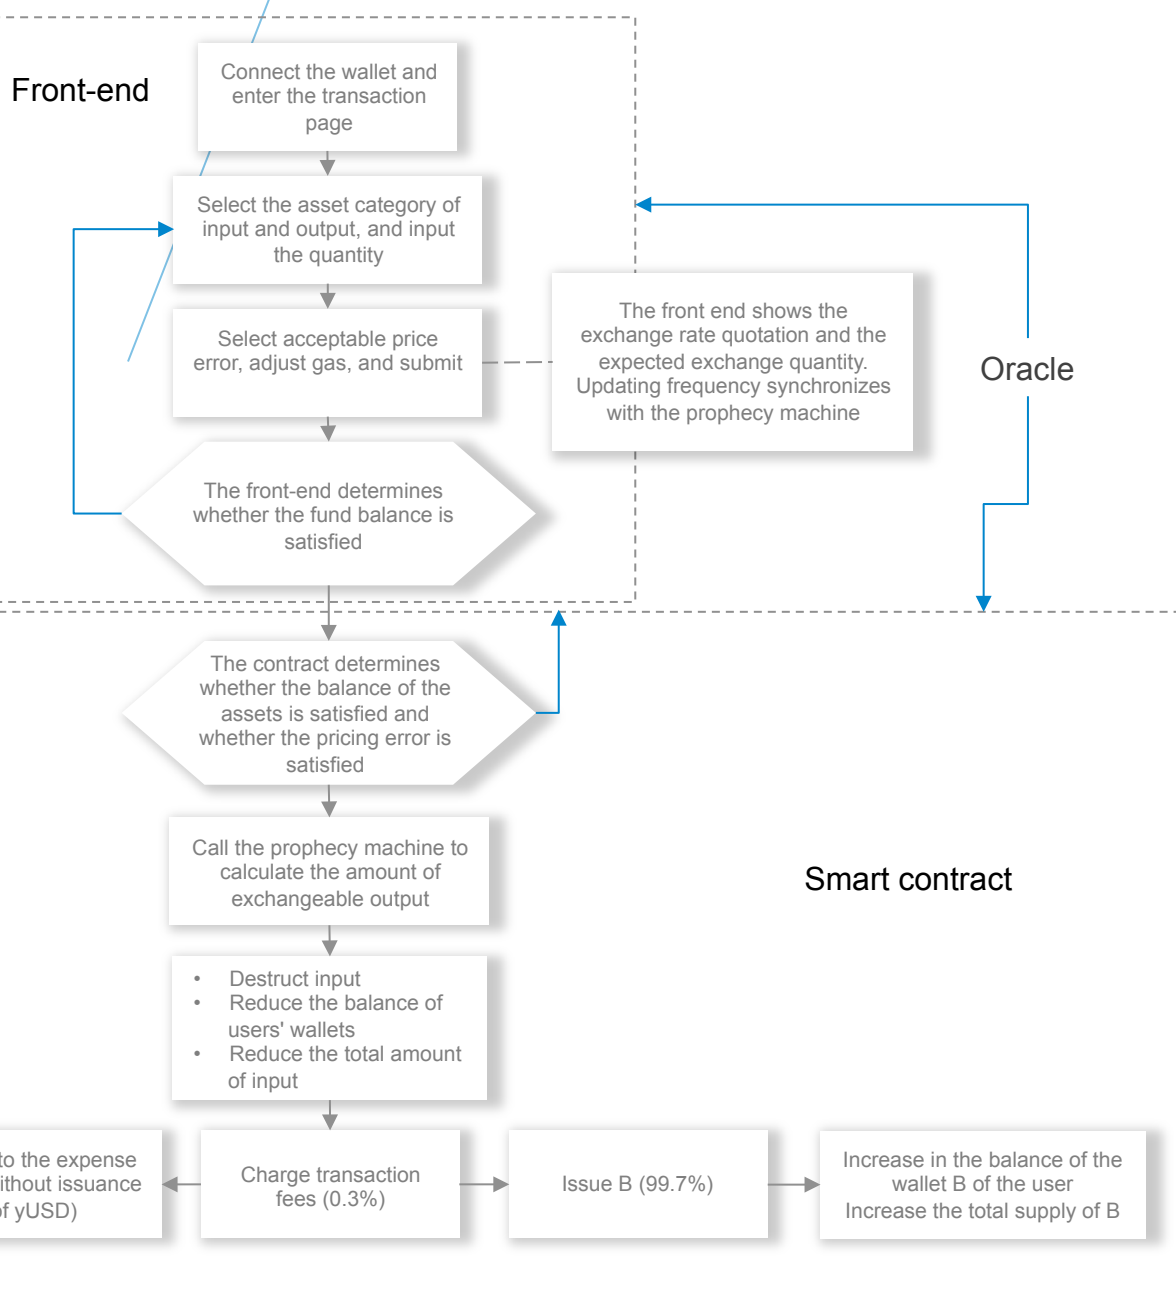 Front-end
Connect the wallet and
enter the transaction
page
Select the asset category of
input and output, and input
the quantity
Select acceptable price
error, adjust gas, and submit
The front end shows the
exchange rate quotation and the
expected exchange quantity.
Updating frequency synchronizes
with the prophecy machine
Oracle
The front-end determines
whether the fund balance is
satisfied
The contract determines
whether the balance of the
assets is satisfied and
whether the pricing error is
satisfied
Call the prophecy machine to
calculate the amount of
exchangeable output
Smart contract
• Destruct input
• Reduce the balance of
users' wallets
• Reduce the total amount
of input
to the expense
without issuance
of yUSD)
Charge transaction
fees (0.3%)
Issue B (99.7%)
Increase in the balance of the
wallet B of the user
Increase the total supply of B